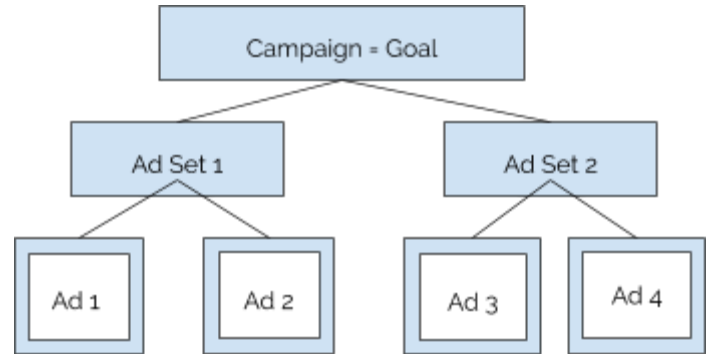 Campaign = Goal
Ad Set 1
Ad Set 2
Ad 1
Ad 2
Ad 3
Ad 4